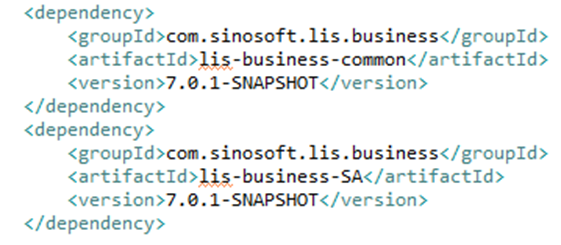 <dependency>
    <groupId>com.sinosoft.lis.business</groupId>
    <artifactId>lis-business-common</artifactId>
    <version>7.0.1-SNAPSHOT</version>
</dependency>
<dependency>
    <groupId>com.sinosoft.lis.business</groupId>
    <artifactId>lis-business-SA</artifactId>
    <version>7.0.1-SNAPSHOT</version>
</dependency>